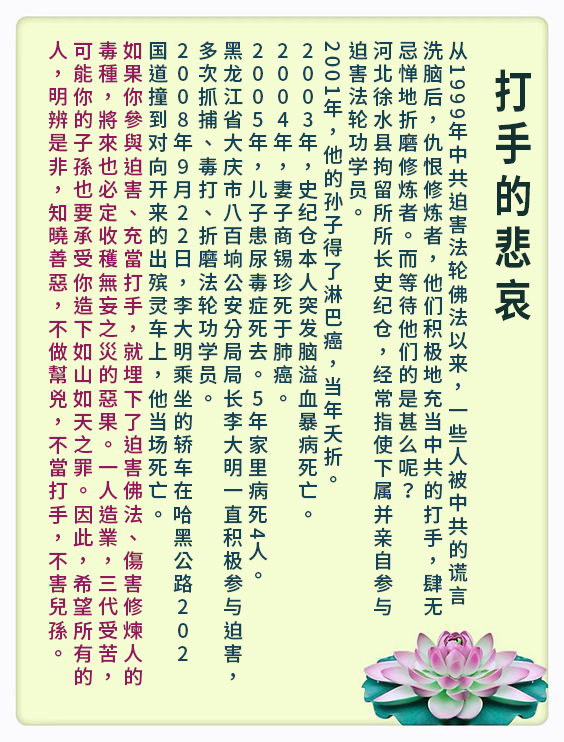 打手的悲哀
从1999年中共迫害法轮佛法以来，一些人被中共的谎言
洗脑后，仇恨修炼者，他们积极地充当中共的打手，肆无
忌惮地折磨修炼者。而等待他们的是甚么呢？
河北徐水县拘留所所长史纪仓，经常指使下属并亲自参与
迫害法轮功学员。
2001年，他的孙子得了淋巴癌，当年夭折。
2003年，史纪仓本人突发脑溢血暴病死亡。
2004年，妻子商锡珍死于肺癌。
2005年，儿子患尿毒症死去。5年家里病死4人。
黑龙江省大庆市八百垧公安分局局长李大明一直积极参与迫害，
多次抓捕、毒打、折磨法轮功学员。
2008年9月22日，李大明乘坐的轿车在哈黑公路202
国道撞到对向开来的出殡灵车上，他当场死亡。
如果你參與迫害、充當打手，就埋下了迫害佛法、傷害修煉人的
毒種，將來也必定收穫無妄之災的惡果。一人造業，三代受苦，
可能你的子孫也要承受你造下如山如天之罪。因此，希望所有的
人，明辨是非，知曉善惡，不做幫兇，不當打手，不害兒孫。